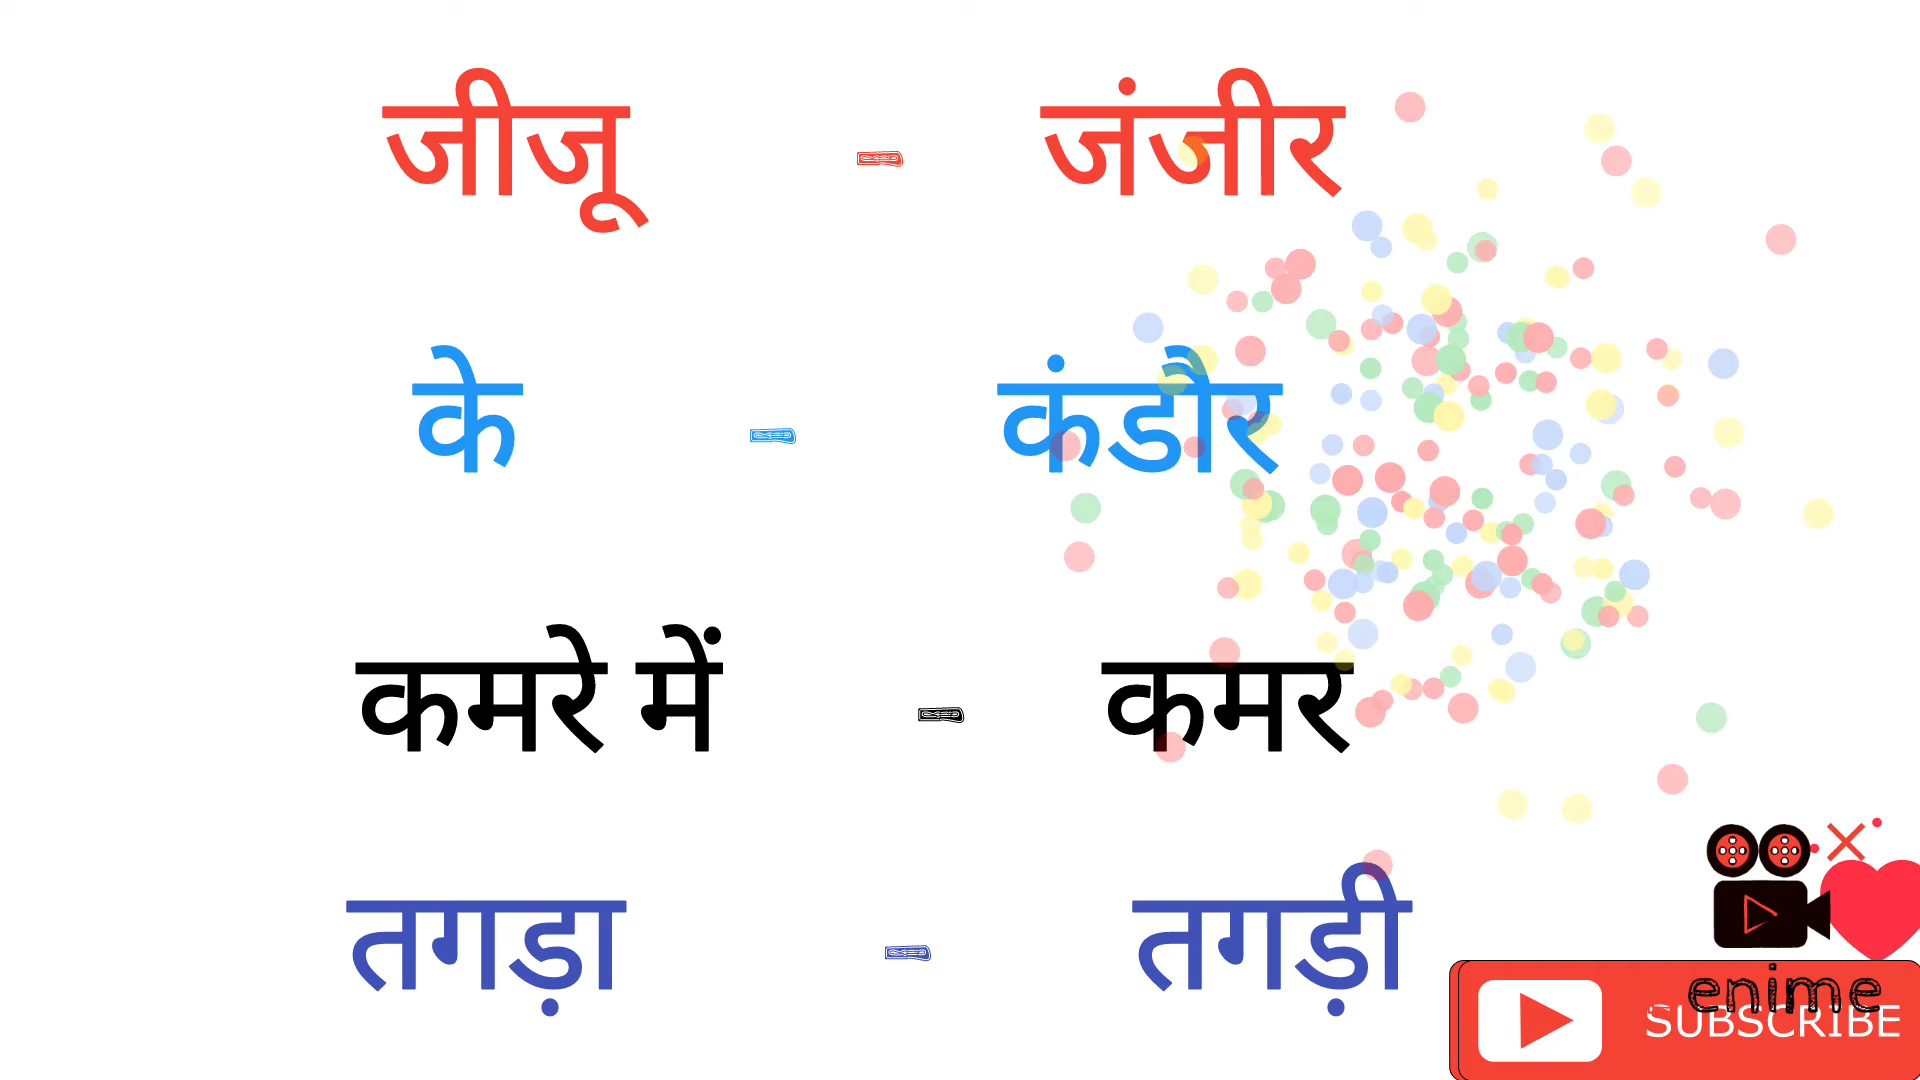 जीजू - जंजीर
के - कंडौर
कमरे में - कमर
तगड़ा - तगड़ी
enime
SUBSCRIBE